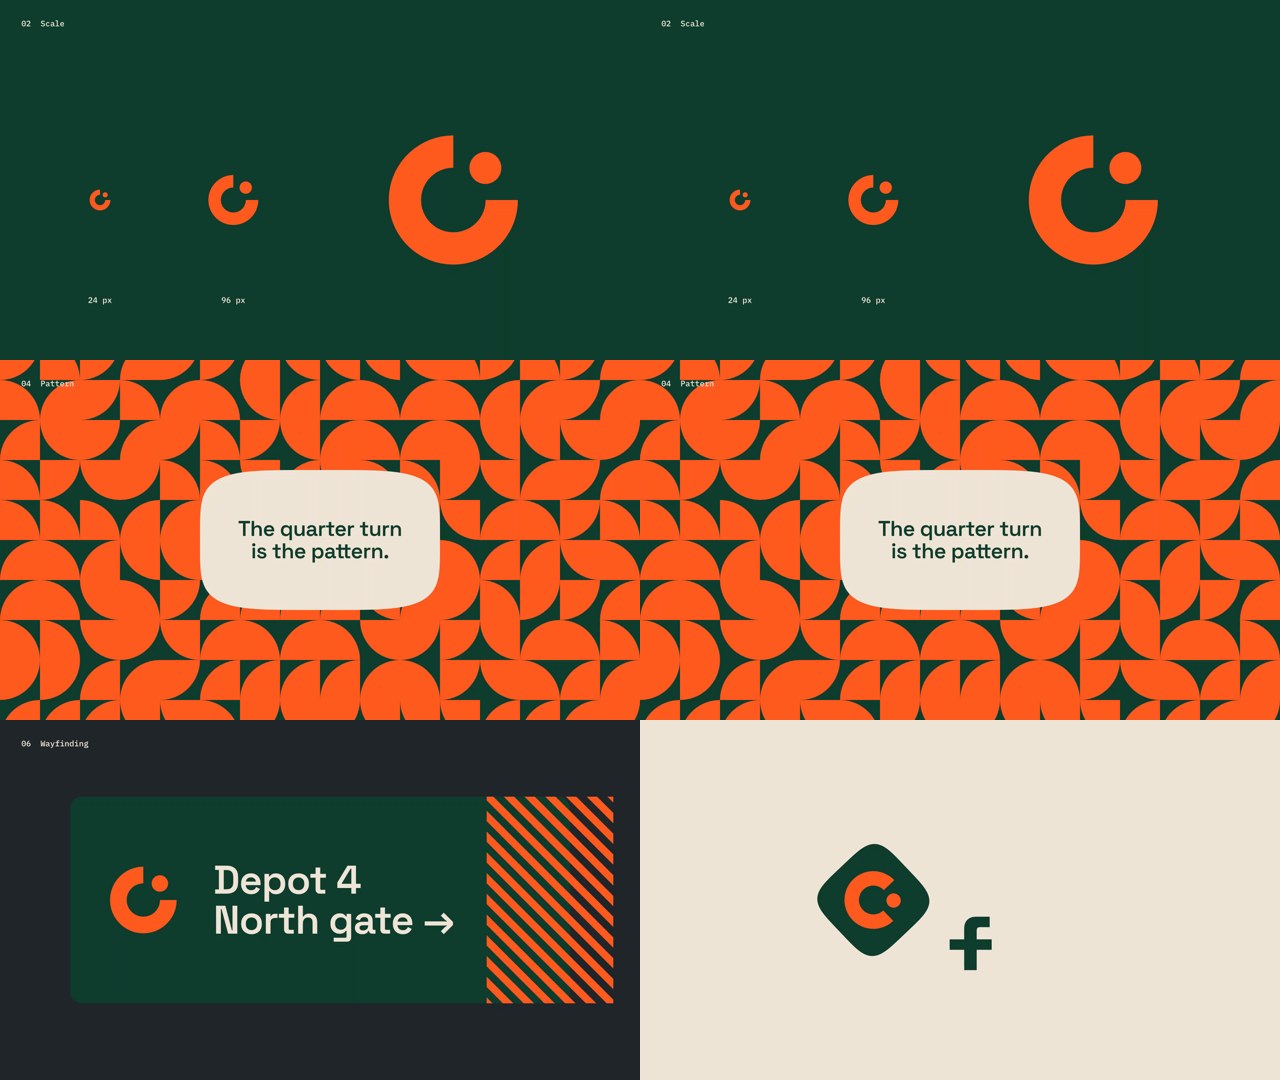 02 Scale
24 px
96 px
02 Scale
24 px
96 px
04 Pattern
The quarter turn
is the pattern.
04 Pattern
The quarter turn
is the pattern.
06 Wayfinding
Depot 4
North gate →
f